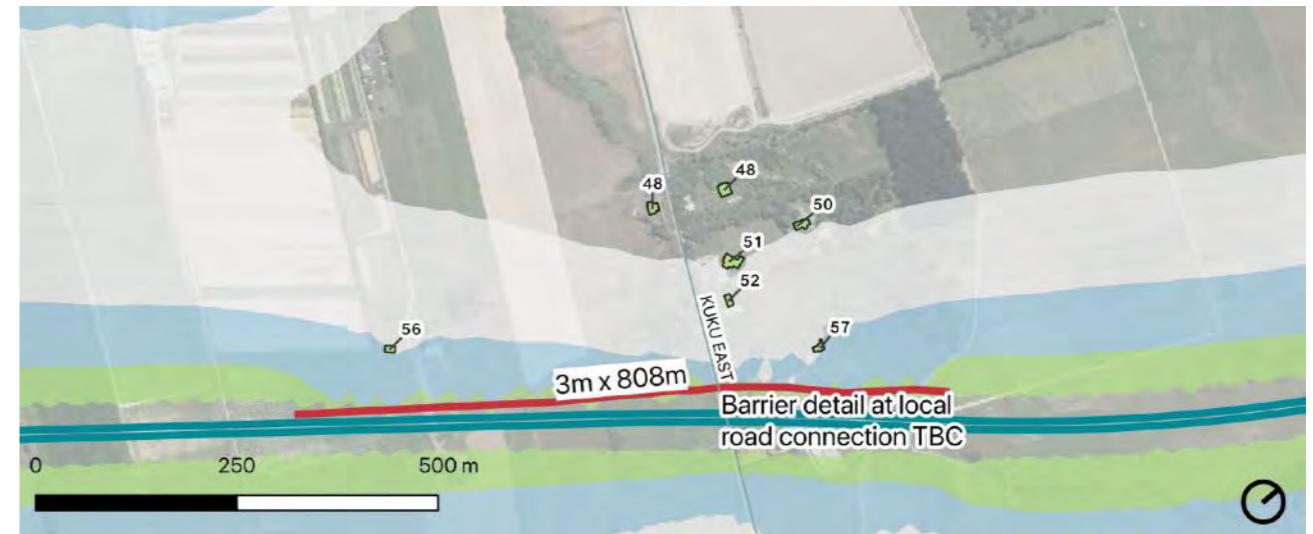 48
48
50
51
52
KUKU EAST
56
57
3m x 808m
Barrier detail at local
road connection TBC
0 250 500 m